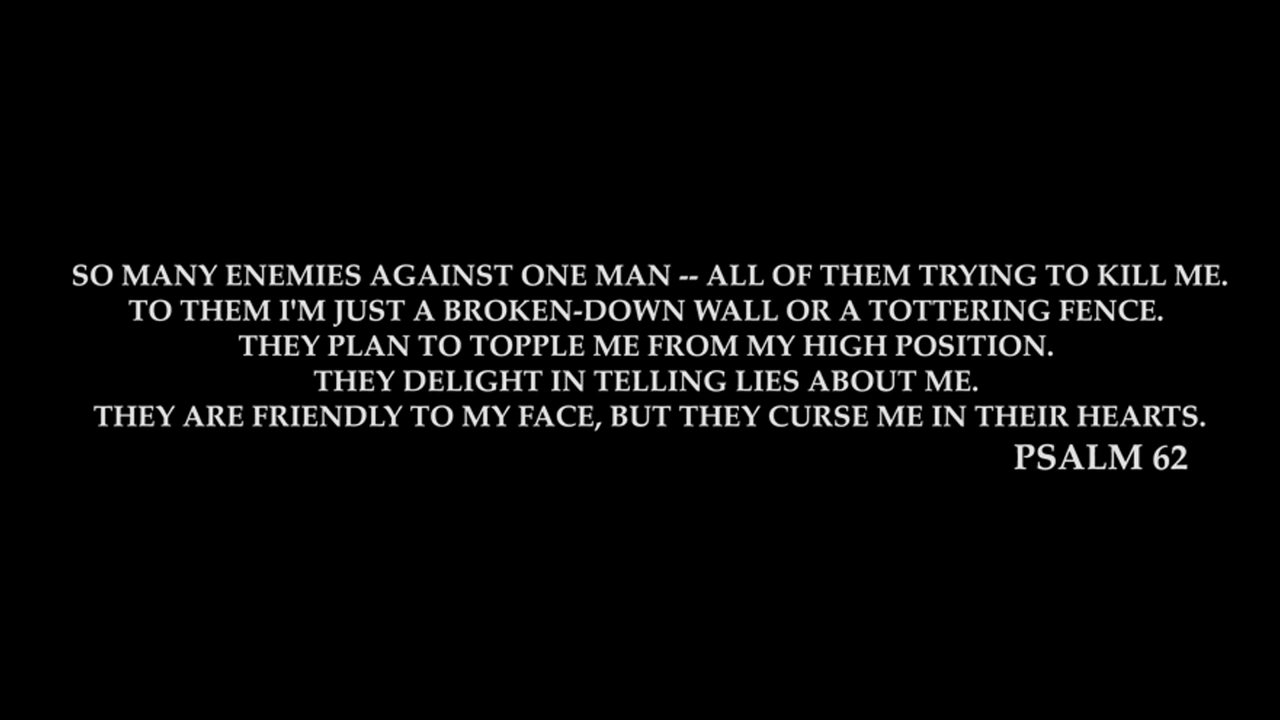 SO MANY ENEMIES AGAINST ONE MAN -- ALL OF THEM TRYING TO KILL ME.
TO THEM I'M JUST A BROKEN-DOWN WALL OR A TOTTERING FENCE.
THEY PLAN TO TOPPLE ME FROM MY HIGH POSITION.
THEY DELIGHT IN TELLING LIES ABOUT ME.
THEY ARE FRIENDLY TO MY FACE, BUT THEY CURSE ME IN THEIR HEARTS.
PSALM 62